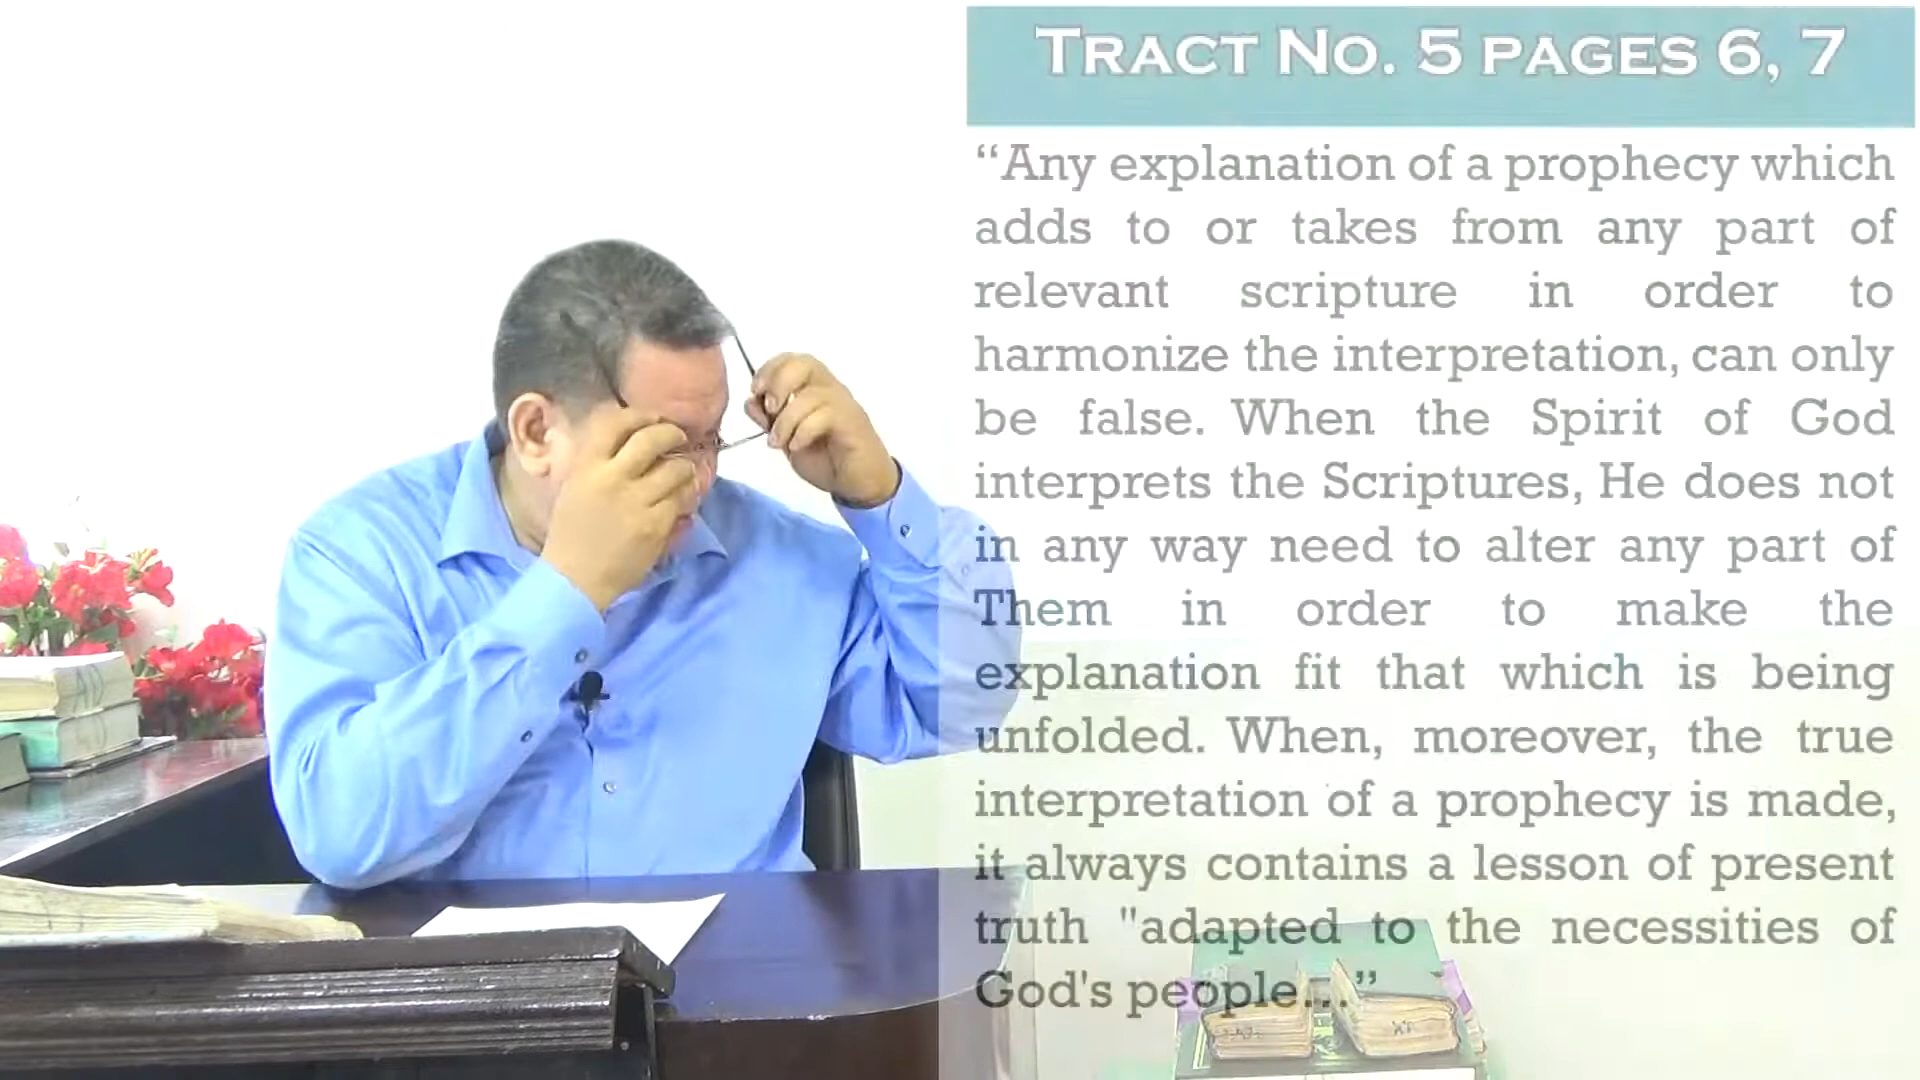 TRACT NO. 5 PAGES 6, 7
“Any explanation of a prophecy which
adds to or takes from any part of
relevant scripture in order to
harmonize the interpretation, can only
be false. When the Spirit of God
interprets the Scriptures, He does not
in any way need to alter any part of
Them in order to make the
explanation fit that which is being
unfolded. When, moreover, the true
interpretation of a prophecy is made,
it always contains a lesson of present
truth "adapted to the necessities of
God's people...”